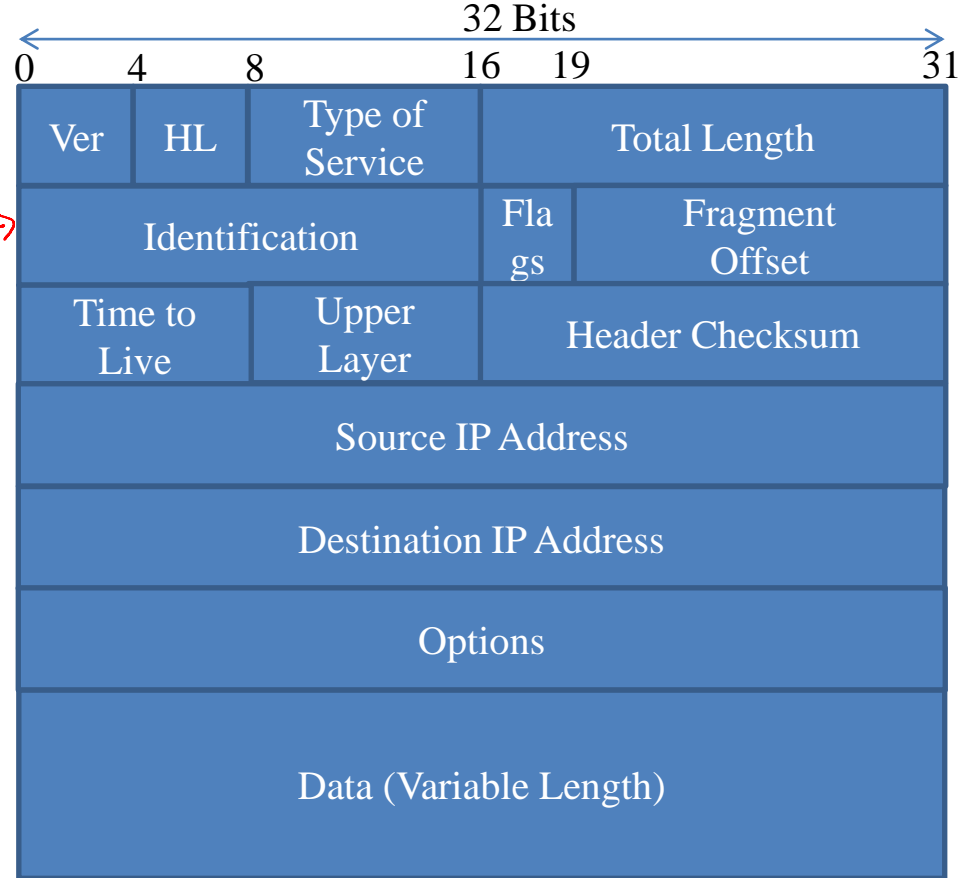 32 Bits
0 4 8 16 19 31
Ver HL Type of Total Length
Service
Identification Fla Fragment
gs Offset
Time to Upper Header Checksum
Live Layer
Source IP Address
Destination IP Address
Options
Data (Variable Length)